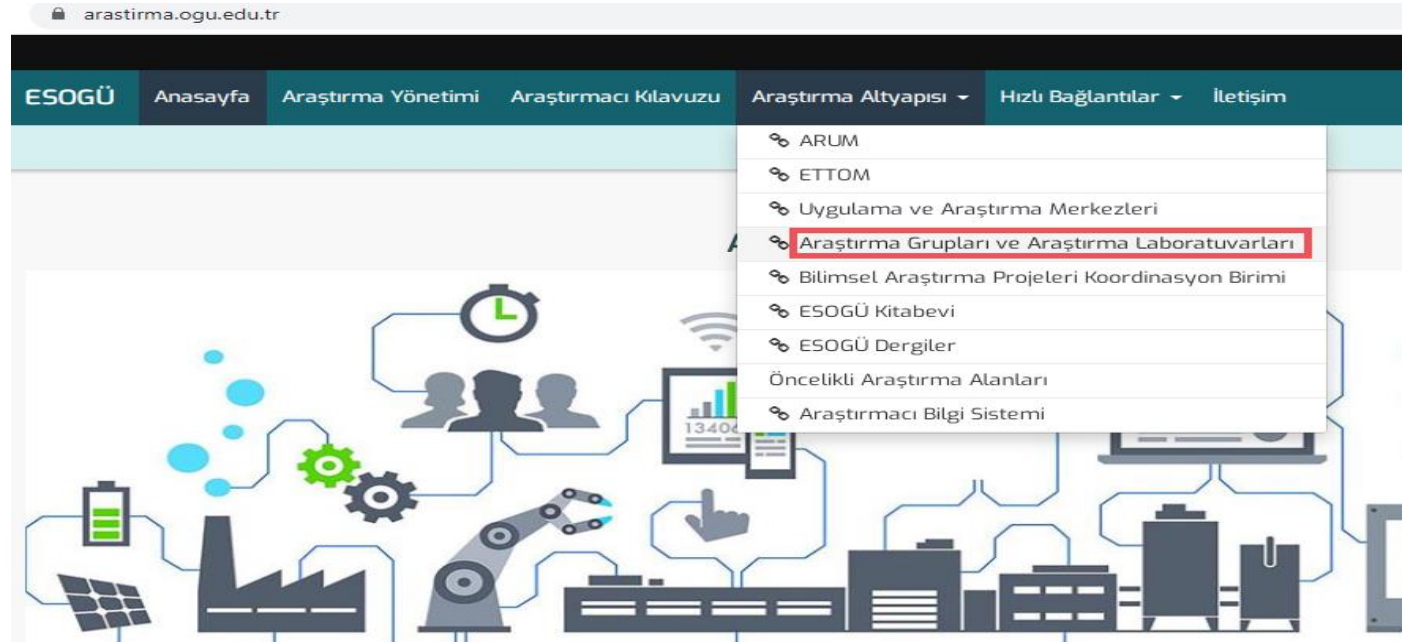 arastirma.ogu.edu.tr
ESOGÜ Anasayfa Araştırma Yönetimi Araştırmacı Kılavuzu Araştırma Altyapısı Hızlı Bağlantılar İletişim
ARUM
ETTOM
Uygulama ve Araştırma Merkezleri
Araştırma Grupları ve Araştırma Laboratuvarları
Bilimsel Araştırma Projeleri Koordinasyon Birimi
ESOGÜ Kitabevi
ESOGÜ Dergiler
Öncelikli Araştırma Alanları
Araştırmacı Bilgi Sistemi